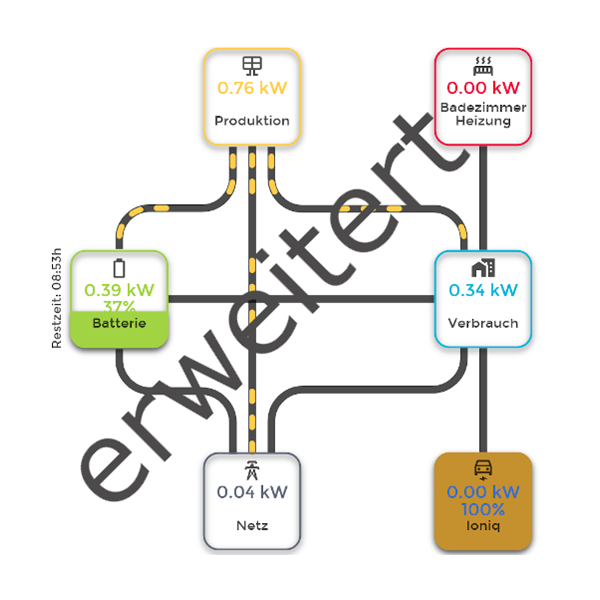 0.76 kW
Produktion
0.00 kW
Badezimmer
Heizung
erweitert
Restzeit: 08:53h
0.39 kW
37%
Batterie
0.34 kW
Verbrauch
0.04 kW
Netz
0.00 kW
100%
Ioniq